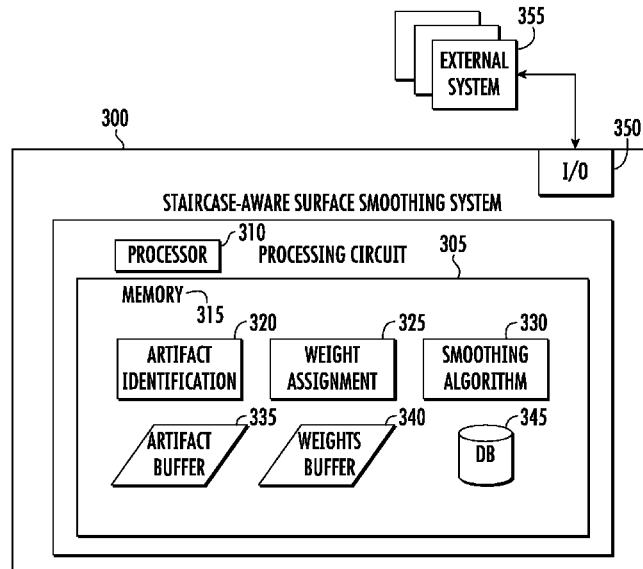 355
EXTERNAL
SYSTEM
300
350
I/O
STAIRCASE-AWARE SURFACE SMOOTHING SYSTEM
310
PROCESSOR
PROCESSING CIRCUIT
305
MEMORY
315
320
325
330
ARTIFACT
IDENTIFICATION
WEIGHT
ASSIGNMENT
SMOOTHING
ALGORITHM
335
340
345
ARTIFACT
BUFFER
WEIGHTS
BUFFER
DB